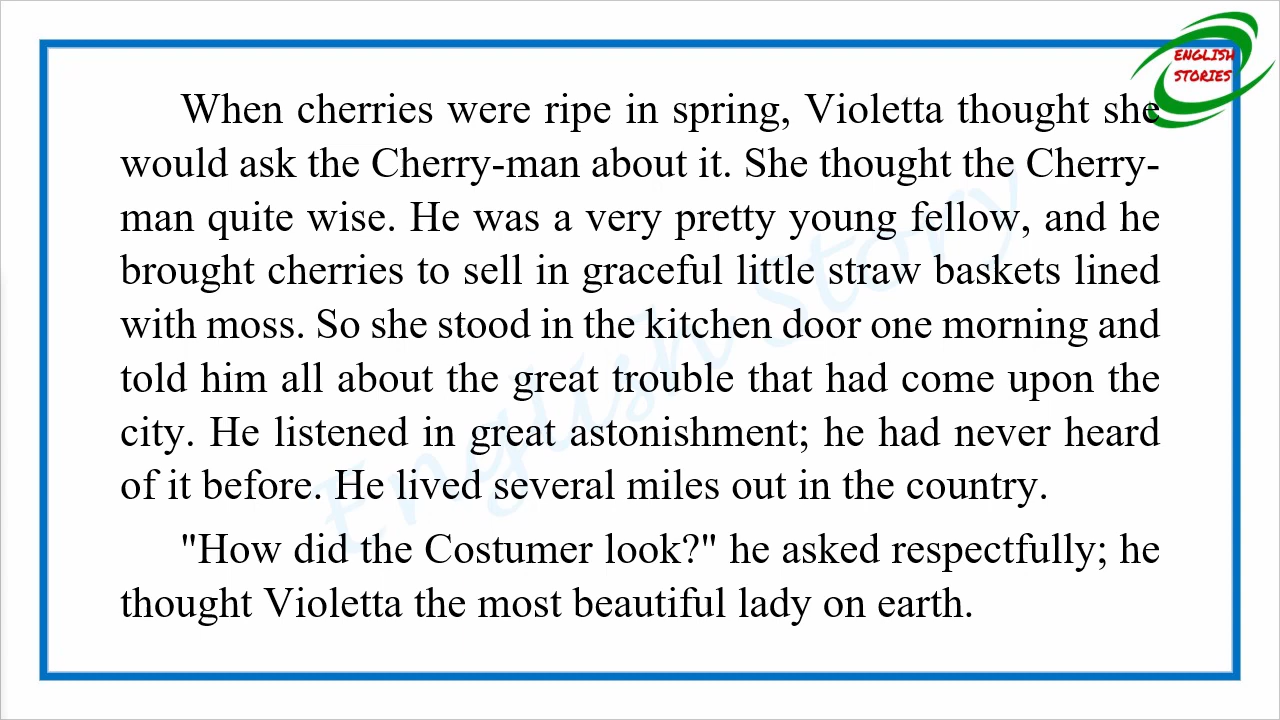 ENGLISH
STORIES
When cherries were ripe in spring, Violetta thought she
would ask the Cherry-man about it. She thought the Cherry-
man quite wise. He was a very pretty young fellow, and he
brought cherries to sell in graceful little straw baskets lined
with moss. So she stood in the kitchen door one morning and
told him all about the great trouble that had come upon the
city. He listened in great astonishment; he had never heard
of it before. He lived several miles out in the country.
"How did the Costumer look?" he asked respectfully; he
thought Violetta the most beautiful lady on earth.
English Story